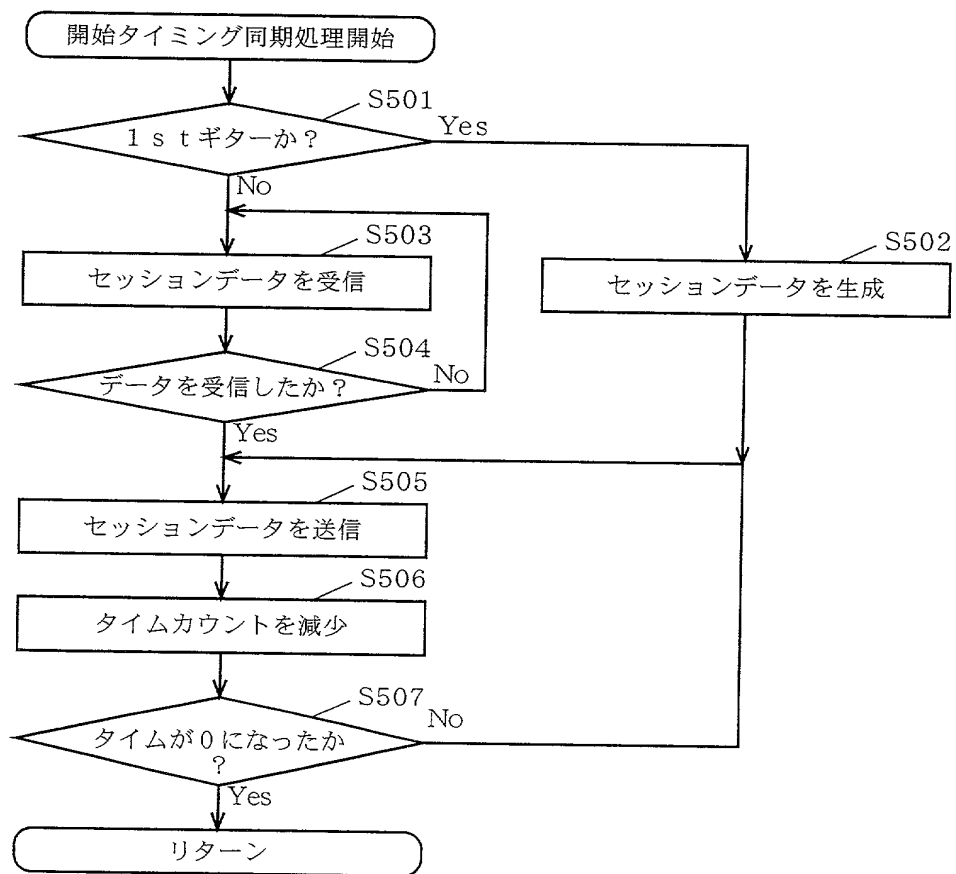 開始タイミング同期処理開始
S501
1stギターか?
Yes
No
S503
セッションデータを受信
S502
セッションデータを生成
S504
データを受信したか?
No
Yes
S505
セッションデータを送信
S506
タイムカウントを減少
S507
タイムが0になったか
?
No
Yes
リターン